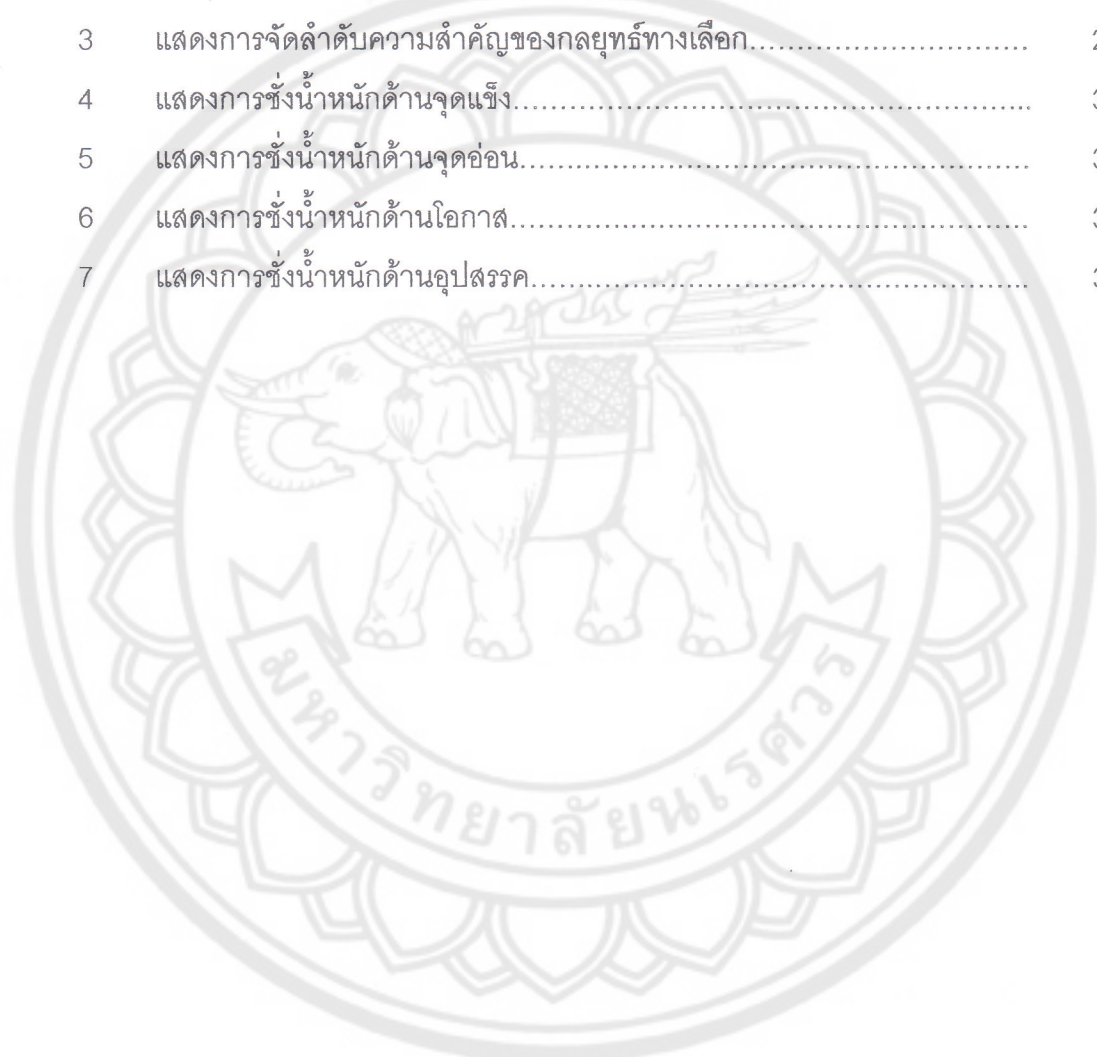 3 แสดงการจัดลำดับความสำคัญของกลยุทธ์ทางเลือก............................ 2
4 แสดงการชั่งน้ำหนักด้านจุดแข็ง.................................................... 3
5 แสดงการชั่งน้ำหนักด้านจุดอ่อน................................................... 3
6 แสดงการชั่งน้ำหนักด้านโอกาส.................................................... 3
7 แสดงการชั่งน้ำหนักด้านอุปสรรค.................................................. 3
มหาวิทยาลัยนเรศวร